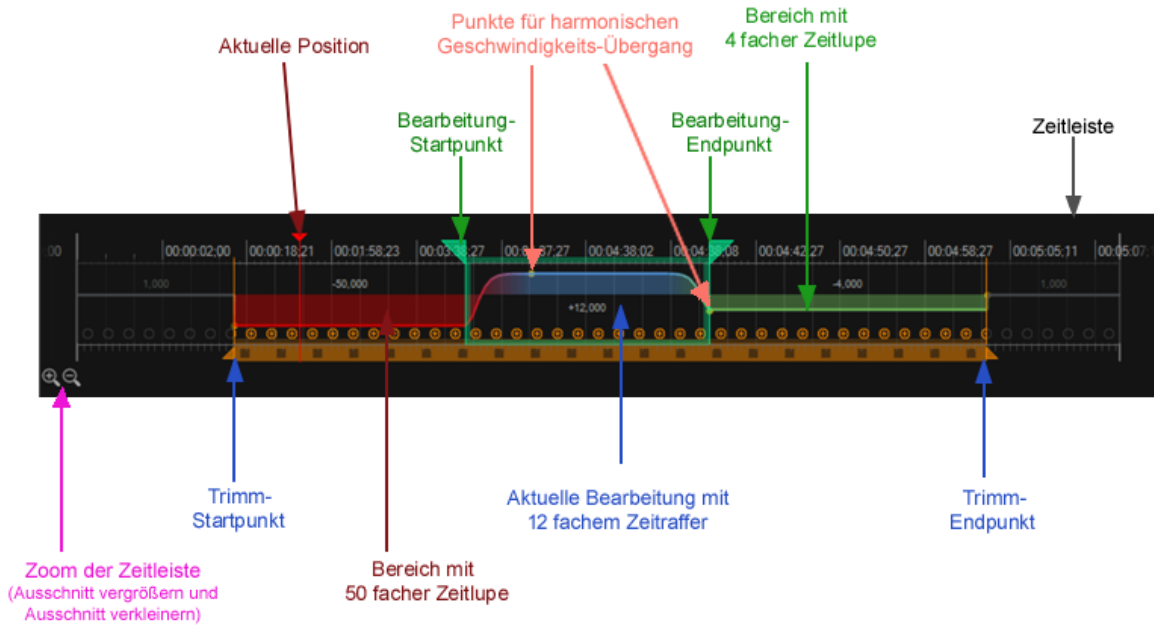 Punkte für harmonischen
Geschwindigkeits-Übergang
Bereich mit
4 facher Zeitlupe
Aktuelle Position
Bearbeitung-
Startpunkt
Bearbeitung-
Endpunkt
Zeitleiste
:00
00:00:02;00
00:00:18;21
00:01:58;23
00:04:38;02
00:04:42;27
00:04:50;27
00:04:58;27
00:05:05;11
00:05:07
1,000
-50,000
+12,000
-4,000
1,000
Trimm-
Startpunkt
Aktuelle Bearbeitung mit
12 fachem Zeitraffer
Trimm-
Endpunkt
Zoom der Zeitleiste
(Ausschnitt vergrößern und
Ausschnitt verkleinern)
Bereich mit
50 facher Zeitlupe